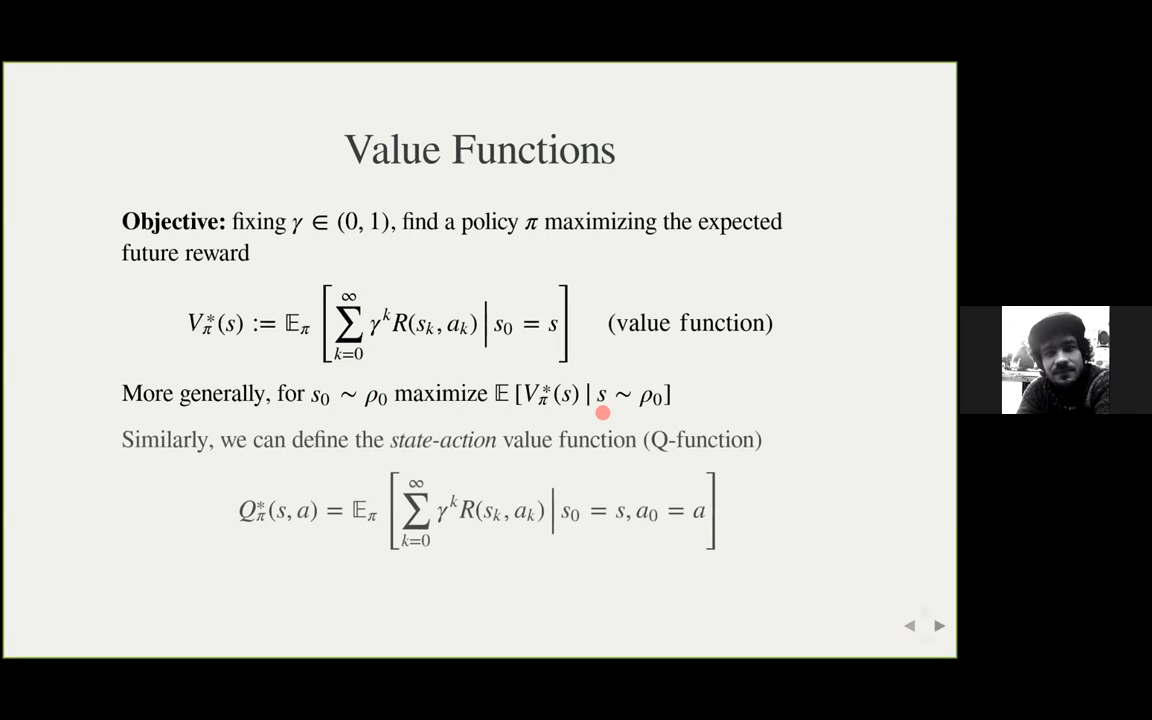 Value Functions
Objective: fixing γ ∈ (0, 1), find a policy π maximizing the expected
future reward
V*π(s) := 𝔼π [∑_{k=0}^{∞} γ^k R(s_k, a_k) | s_0 = s] (value function)
More generally, for s_0 ∼ ρ_0 maximize 𝔼 [V*π(s) | s ∼ ρ_0]
Similarly, we can define the state-action value function (Q-function)
Q*π(s, a) = 𝔼π [∑_{k=0}^{∞} γ^k R(s_k, a_k) | s_0 = s, a_0 = a]